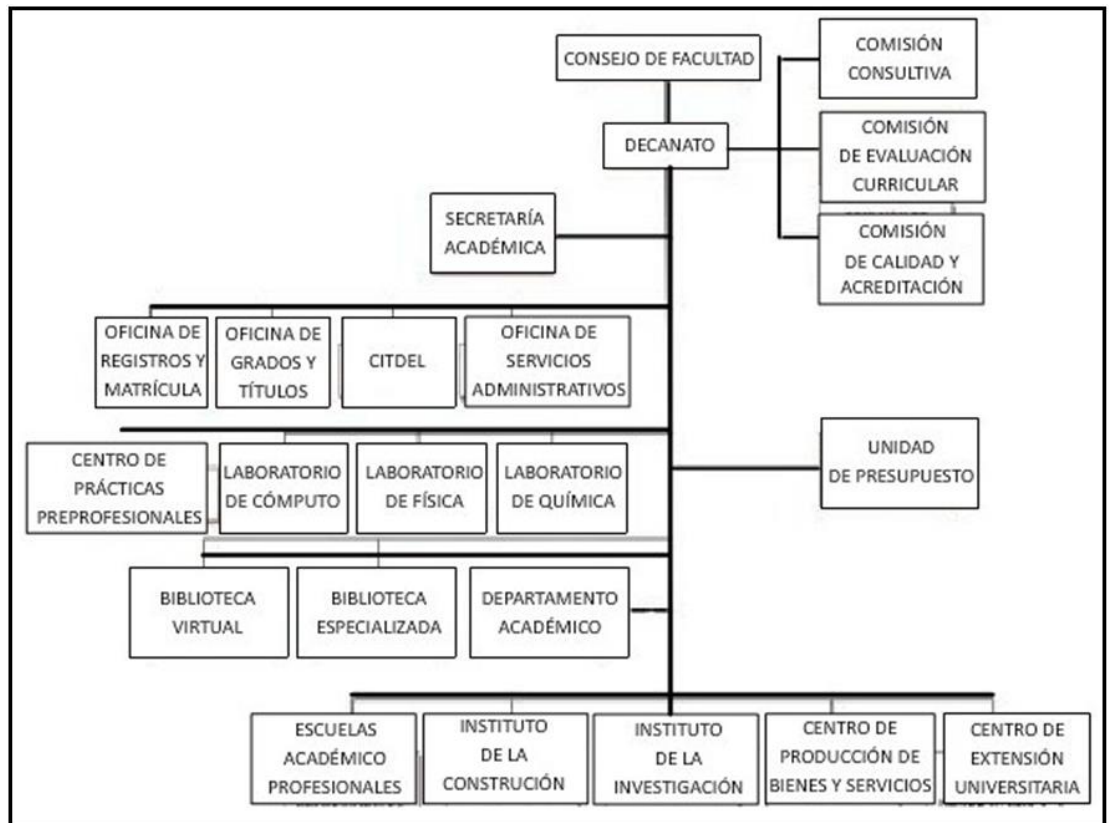 CONSEJO DE FACULTAD
COMISIÓN
CONSULTIVA
DECANATO
COMISIÓN
DE EVALUACIÓN
CURRICULAR
SECRETARÍA
ACADÉMICA
COMISIÓN
DE CALIDAD Y
ACREDITACIÓN
OFICINA DE
REGISTROS Y
MATRÍCULA
OFICINA DE
GRADOS Y
TÍTULOS
CITDEL
OFICINA DE
SERVICIOS
ADMINISTRATIVOS
CENTRO DE
PRÁCTICAS
PREPROFESIONALES
LABORATORIO
DE CÓMPUTO
LABORATORIO
DE FÍSICA
LABORATORIO
DE QUÍMICA
UNIDAD
DE PRESUPUESTO
BIBLIOTECA
VIRTUAL
BIBLIOTECA
ESPECIALIZADA
DEPARTAMENTO
ACADÉMICO
ESCUELAS
ACADÉMICO
PROFESIONALES
INSTITUTO
DE LA
CONSTRUCIÓN
INSTITUTO
DE LA
INVESTIGACIÓN
CENTRO DE
PRODUCCIÓN DE
BIENES Y SERVICIOS
CENTRO DE
EXTENSIÓN
UNIVERSITARIA